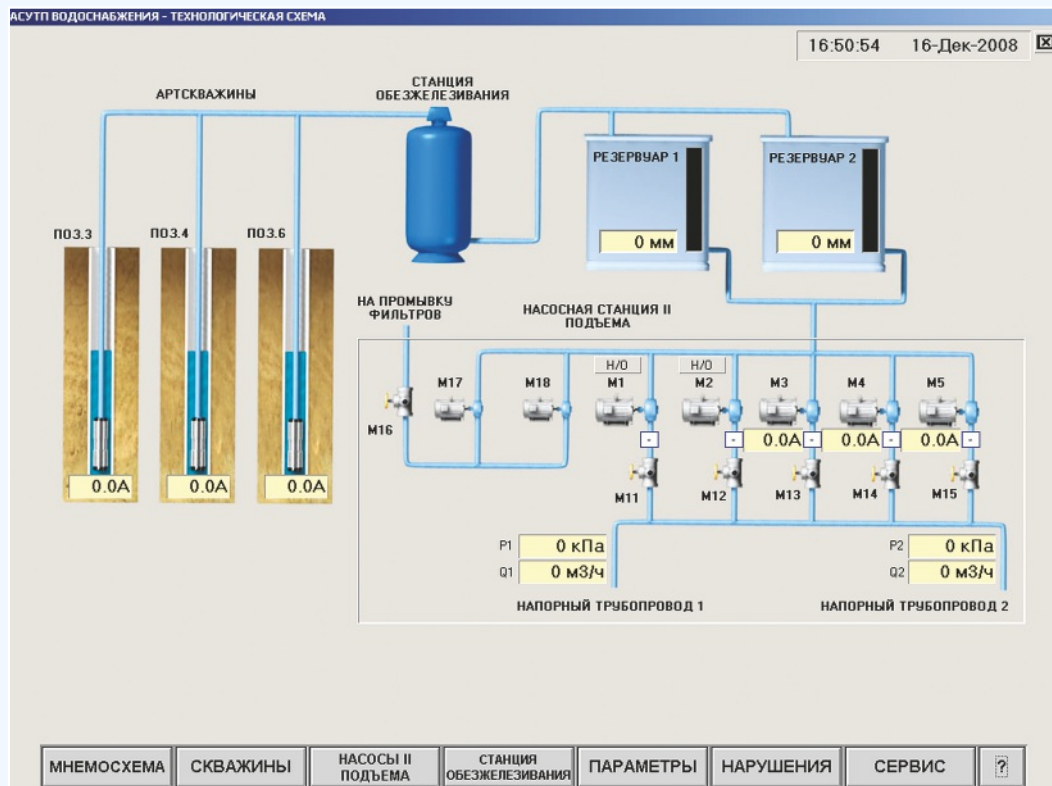 АСУТП ВОДОСНАБЖЕНИЯ - ТЕХНОЛОГИЧЕСКАЯ СХЕМА
16:50:54 16-Дек-2008
АРТСКВАЖИНЫ
СТАНЦИЯ
ОБЕЗЖЕЛЕЗИВАНИЯ
РЕЗЕРВУАР 1
РЕЗЕРВУАР 2
0 мм
0 мм
ПОЗ.3
ПОЗ.4
ПОЗ.6
0.0А
0.0А
0.0А
НА ПРОМЫВКУ
ФИЛЬТРОВ
НАСОСНАЯ СТАНЦИЯ II
ПОДЪЕМА
Н/О
Н/О
М17
М18
М1
М2
М3
М4
М5
М16
-
-
0.0А
-
0.0А
-
0.0А
-
М11
М12
М13
М14
М15
P1 0 кПа
Q1 0 м3/ч
P2 0 кПа
Q2 0 м3/ч
НАПОРНЫЙ ТРУБОПРОВОД 1
НАПОРНЫЙ ТРУБОПРОВОД 2
МНЕМОСХЕМА
СКВАЖИНЫ
НАСОСЫ II
ПОДЪЕМА
СТАНЦИЯ
ОБЕЗЖЕЛЕЗИВАНИЯ
ПАРАМЕТРЫ
НАРУШЕНИЯ
СЕРВИС
?